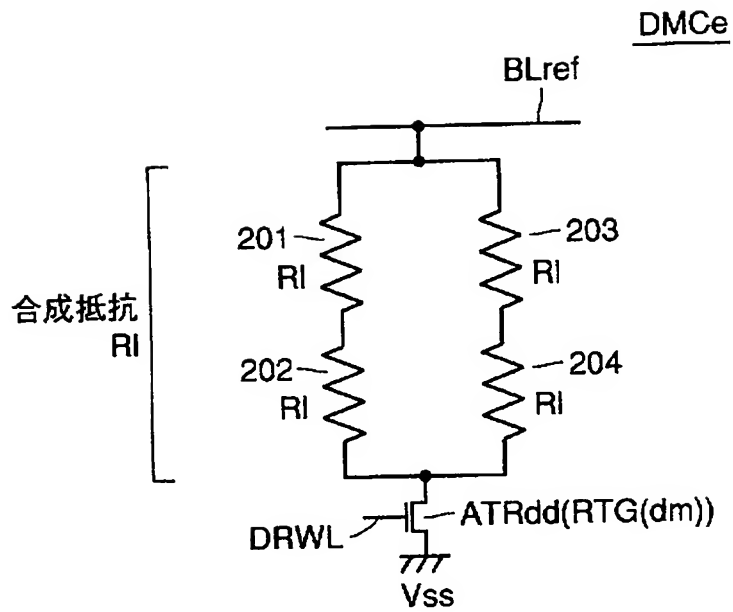 DMCe
BLref
201
RI
203
RI
合成抵抗
RI
202
RI
204
RI
DRWL
ATRdd(RTG(dm))
Vss